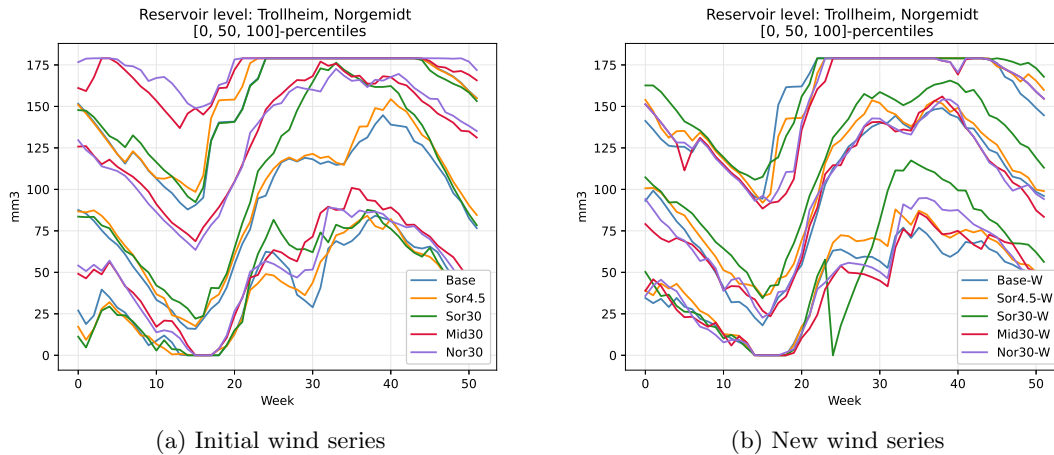 Reservoir level: Trollheim, Norgemidt
[0, 50, 100]-percentiles
mm3
175
150
125
100
75
50
25
0
0 10 20 30 40 50
Week
Base
Sor4.5
Sor30
Mid30
Nor30
(a) Initial wind series
Reservoir level: Trollheim, Norgemidt
[0, 50, 100]-percentiles
mm3
175
150
125
100
75
50
25
0
0 10 20 30 40 50
Week
Base-W
Sor4.5-W
Sor30-W
Mid30-W
Nor30-W
(b) New wind series